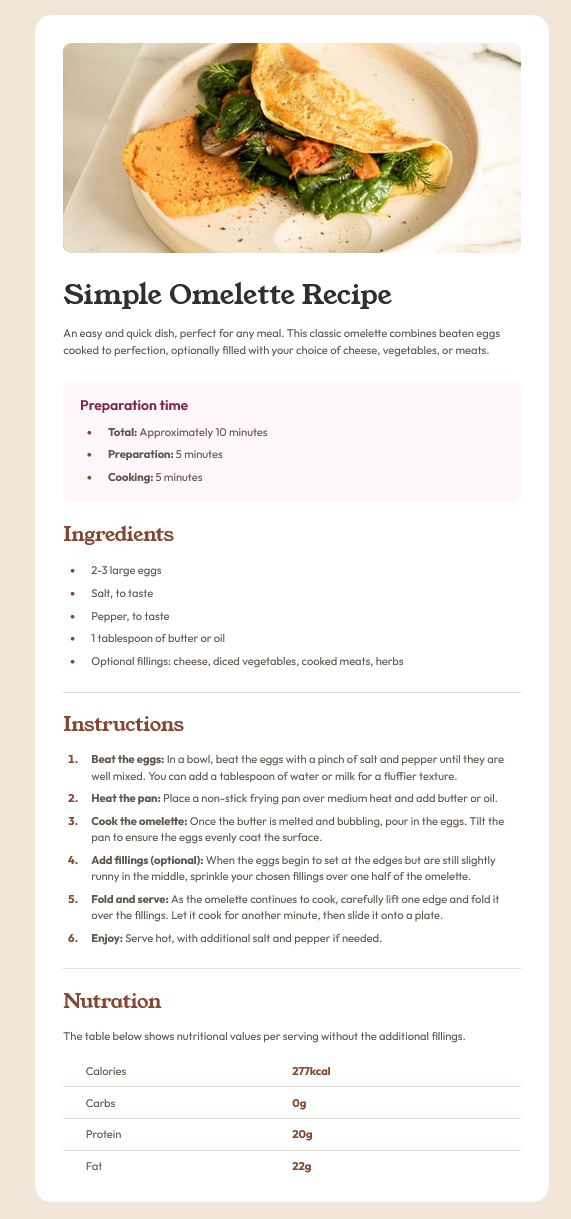 Simple Omelette Recipe
An easy and quick dish, perfect for any meal. This classic omelette combines beaten eggs
cooked to perfection, optionally filled with your choice of cheese, vegetables, or meats.
Preparation time
• Total: Approximately 10 minutes
• Preparation: 5 minutes
• Cooking: 5 minutes
Ingredients
• 2-3 large eggs
• Salt, to taste
• Pepper, to taste
• 1 tablespoon of butter or oil
• Optional fillings: cheese, diced vegetables, cooked meats, herbs
Instructions
1. Beat the eggs: In a bowl, beat the eggs with a pinch of salt and pepper until they are
well mixed. You can add a tablespoon of water or milk for a fluffier texture.
2. Heat the pan: Place a non-stick frying pan over medium heat and add butter or oil.
3. Cook the omelette: Once the butter is melted and bubbling, pour in the eggs. Tilt the
pan to ensure the eggs evenly coat the surface.
4. Add fillings (optional): When the eggs begin to set at the edges but are still slightly
runny in the middle, sprinkle your chosen fillings over one half of the omelette.
5. Fold and serve: As the omelette continues to cook, carefully lift one edge and fold it
over the fillings. Let it cook for another minute, then slide it onto a plate.
6. Enjoy: Serve hot, with additional salt and pepper if needed.
Nutration
The table below shows nutritional values per serving without the additional fillings.
Calories 277kcal
Carbs 0g
Protein 20g
Fat 22g